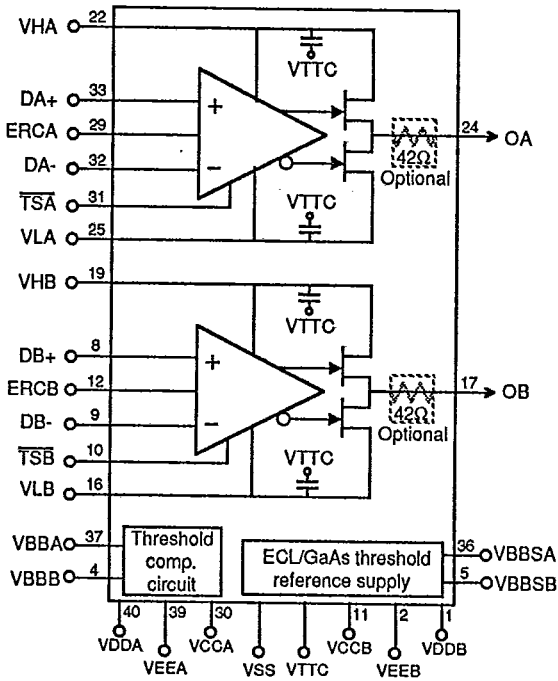 VHA 22
VTTC
DA+ 33
+
ERCA 29
24 OA
DA- 32
−
42Ω
Optional
TSA 31
VTTC
VLA 25
VHB 19
VTTC
DB+ 8
+
ERCB 12
17 OB
DB- 9
−
42Ω
Optional
TSB 10
VTTC
VLB 16
VBBA 37
Threshold
comp.
circuit
VBBB 4
ECL/GaAs threshold
reference supply
36 VBBSA
5 VBBSB
40 39 30 11 2 1
VDDA VEEA VCCA VSS VTTC VCCB VEEB VDDB